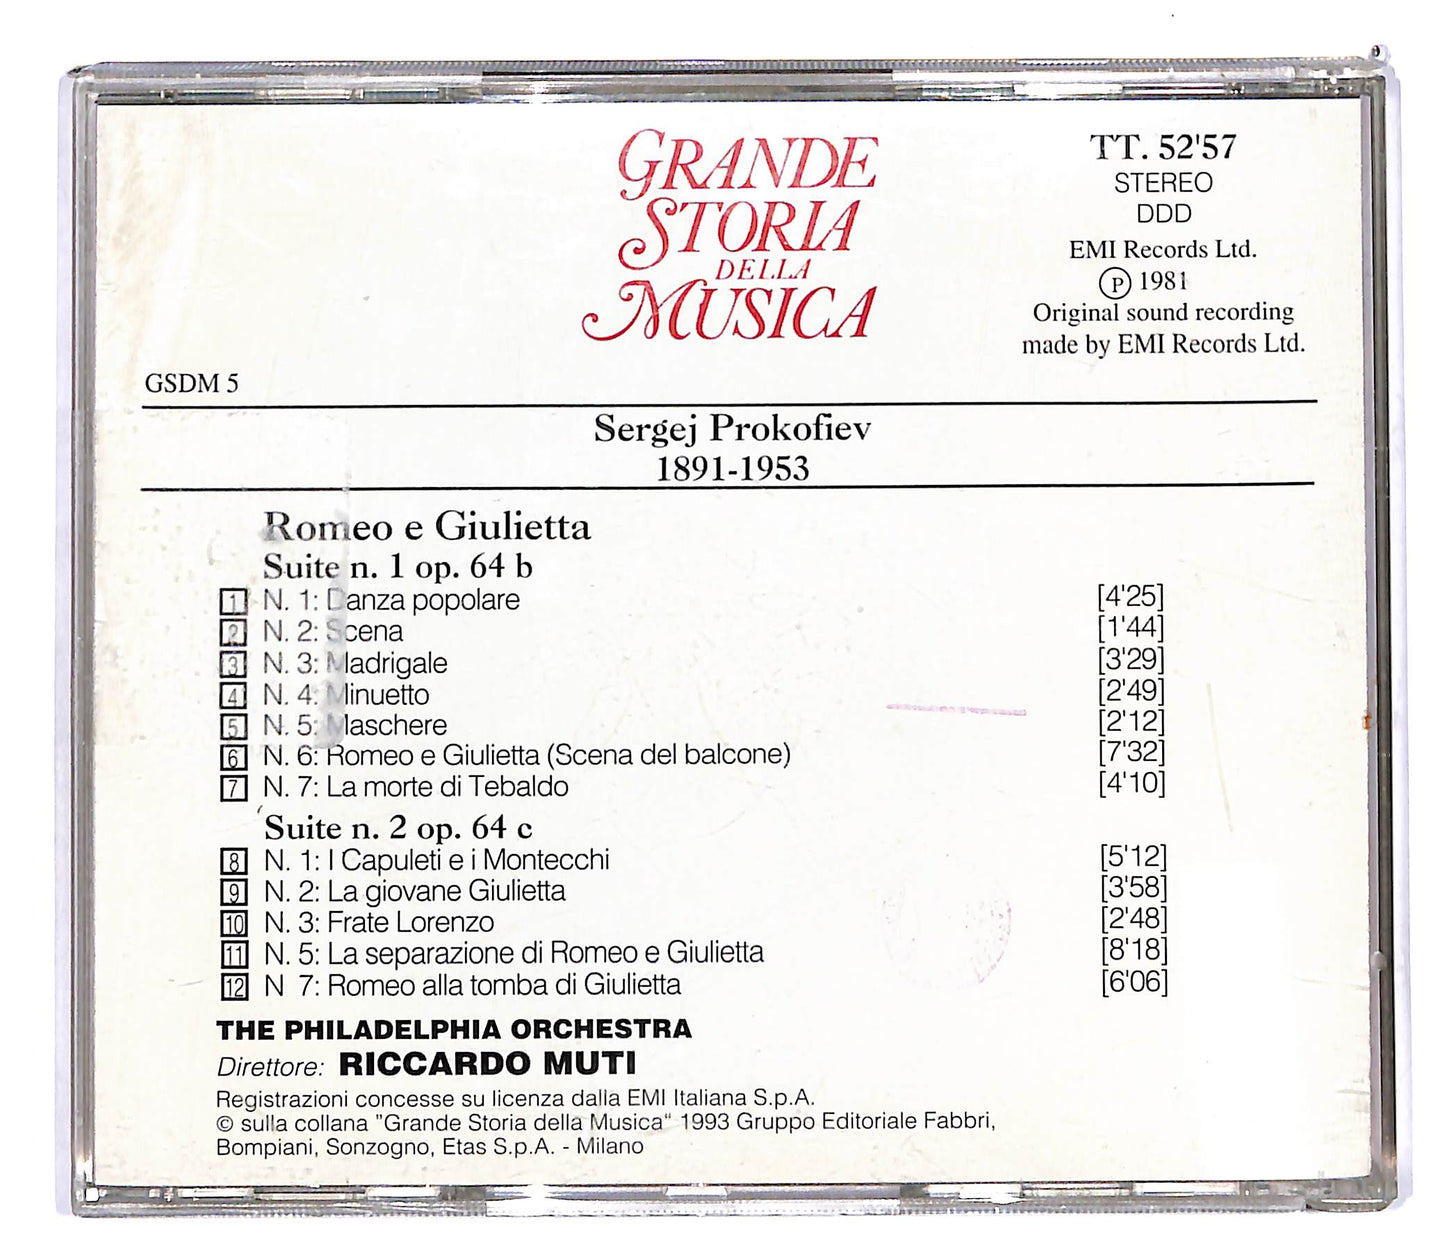 GRANDE
STORIA
DELLA
MUSICA
TT. 52'57
STEREO
DDD
EMI Records Ltd.
Ⓟ 1981
Original sound recording
made by EMI Records Ltd.
GSDM 5
Sergej Prokofiev
1891-1953
Romeo e Giulietta
Suite n. 1 op. 64 b
1 N. 1: Danza popolare [4'25]
2 N. 2: Scena [1'44]
3 N. 3: Madrigale [3'29]
4 N. 4: Minuetto [2'49]
5 N. 5: Maschere [2'12]
6 N. 6: Romeo e Giulietta (Scena del balcone) [7'32]
7 N. 7: La morte di Tebaldo [4'10]
Suite n. 2 op. 64 c
8 N. 1: I Capuleti e i Montecchi [5'12]
9 N. 2: La giovane Giulietta [3'58]
10 N. 3: Frate Lorenzo [2'48]
11 N. 5: La separazione di Romeo e Giulietta [8'18]
12 N 7: Romeo alla tomba di Giulietta [6'06]
THE PHILADELPHIA ORCHESTRA
Direttore: RICCARDO MUTI
Registrazioni concesse su licenza dalla EMI Italiana S.p.A.
© sulla collana "Grande Storia della Musica" 1993 Gruppo Editoriale Fabbri,
Bompiani, Sonzogno, Etas S.p.A. - Milano